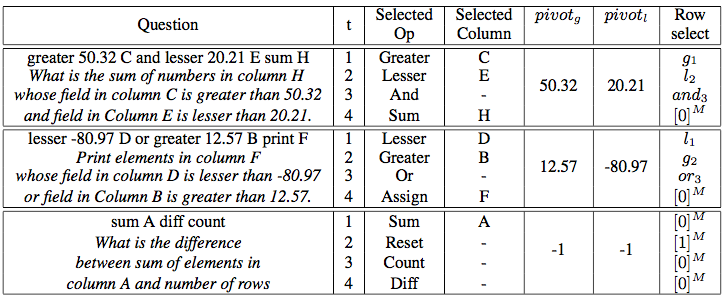 Question t Selected Op Selected Column pivot_g pivot_l Row select
greater 50.32 C and lesser 20.21 E sum H 1 Greater C 50.32 20.21 g_1
What is the sum of numbers in column H 2 Lesser E l_2
whose field in column C is greater than 50.32 3 And - and_3
and field in Column E is lesser than 20.21. 4 Sum H [0]^M
lesser -80.97 D or greater 12.57 B print F 1 Lesser D 12.57 -80.97 l_1
Print elements in column F 2 Greater B g_2
whose field in column D is lesser than -80.97 3 Or - or_3
or field in Column B is greater than 12.57. 4 Assign F [0]^M
sum A diff count 1 Sum A -1 -1 [0]^M
What is the difference 2 Reset - [1]^M
between sum of elements in 3 Count - [0]^M
column A and number of rows 4 Diff - [0]^M